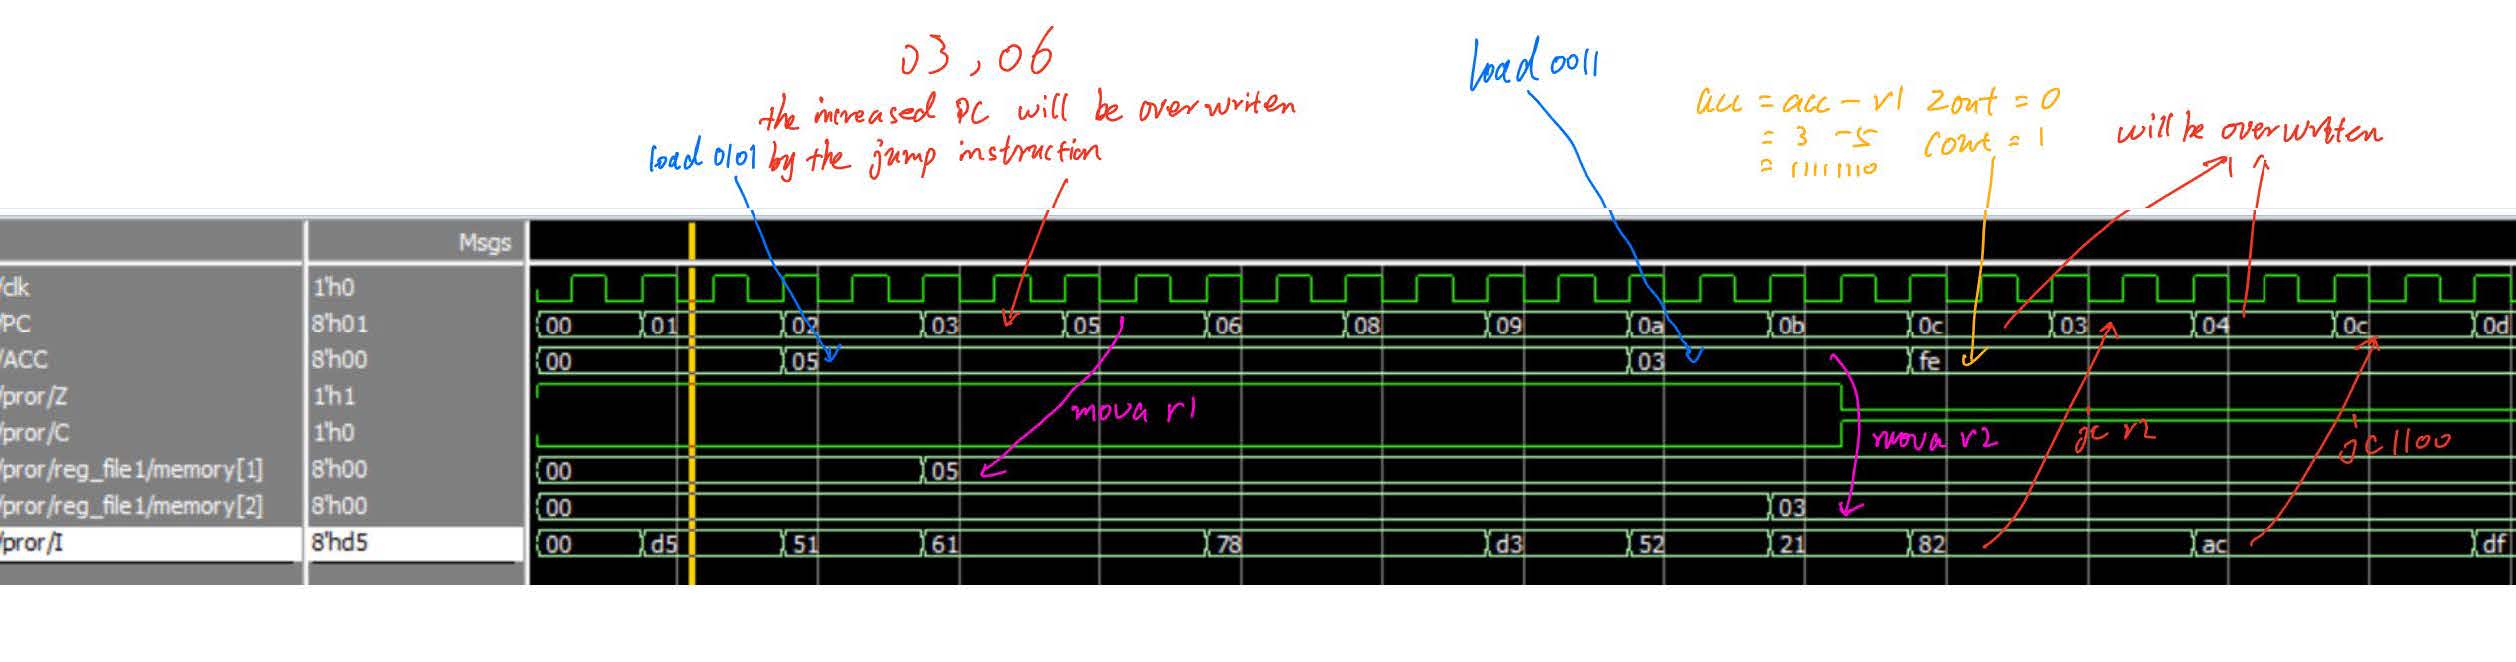 03, 06
the increased PC will be overwriten
by the jump instruction
load 0101
load 0011
acc = acc - r1
= 3 - 5
= 11111110
Zout = 0
Cout = 1
will be overwritten
Msgs
/clk 1'h0
/PC 8'h01 00 01 02 03 05 06 08 09 0a 0b 0c 03 04 0c 0d
/ACC 8'h00 00 05 03 fe
/pror/Z 1'h1
/pror/C 1'h0
/pror/reg_file1/memory[1] 8'h00 00 05
/pror/reg_file1/memory[2] 8'h00 00 03
/pror/I 8'hd5 00 d5 51 61 78 d3 52 21 82 ac df
mova r1
mova r2
jc r2
jc 1100